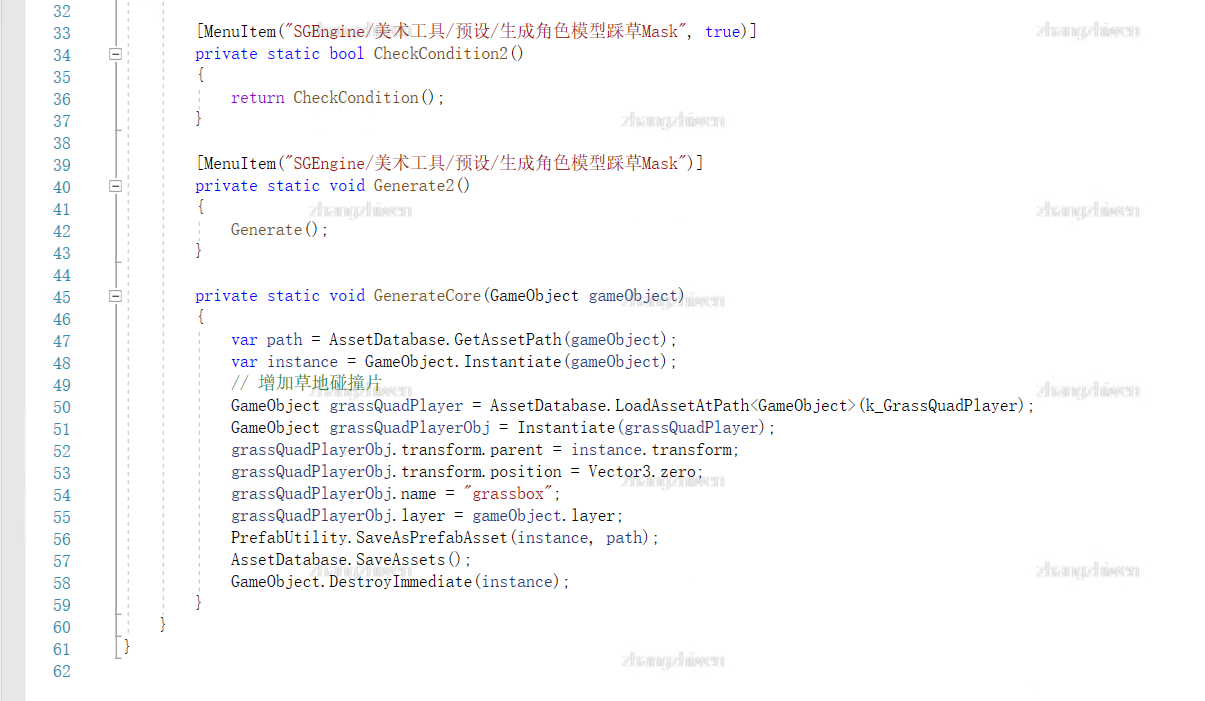 32
33 [MenuItem("SGEngine/美术工具/预设/生成角色模型踩草Mask", true)]
34 private static bool CheckCondition2()
35 {
36 return CheckCondition();
37 }
38
39 [MenuItem("SGEngine/美术工具/预设/生成角色模型踩草Mask")]
40 private static void Generate2()
41 {
42 Generate();
43 }
44
45 private static void GenerateCore(GameObject gameObject)
46 {
47 var path = AssetDatabase.GetAssetPath(gameObject);
48 var instance = GameObject.Instantiate(gameObject);
49 // 增加草地碰撞片
50 GameObject grassQuadPlayer = AssetDatabase.LoadAssetAtPath<GameObject>(k_GrassQuadPlayer);
51 GameObject grassQuadPlayerObj = Instantiate(grassQuadPlayer);
52 grassQuadPlayerObj.transform.parent = instance.transform;
53 grassQuadPlayerObj.transform.position = Vector3.zero;
54 grassQuadPlayerObj.name = "grassbox";
55 grassQuadPlayerObj.layer = gameObject.layer;
56 PrefabUtility.SaveAsPrefabAsset(instance, path);
57 AssetDatabase.SaveAssets();
58 GameObject.DestroyImmediate(instance);
59 }
60 }
61 }
62